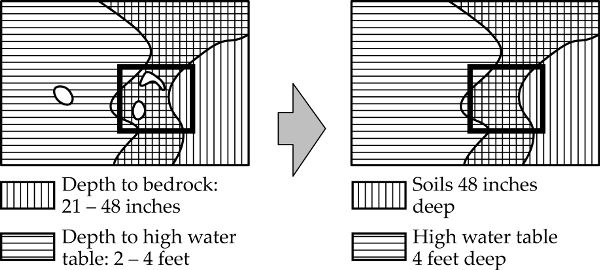 Depth to bedrock:
21 – 48 inches
Depth to high water
table: 2 – 4 feet
Soils 48 inches
deep
High water table
4 feet deep